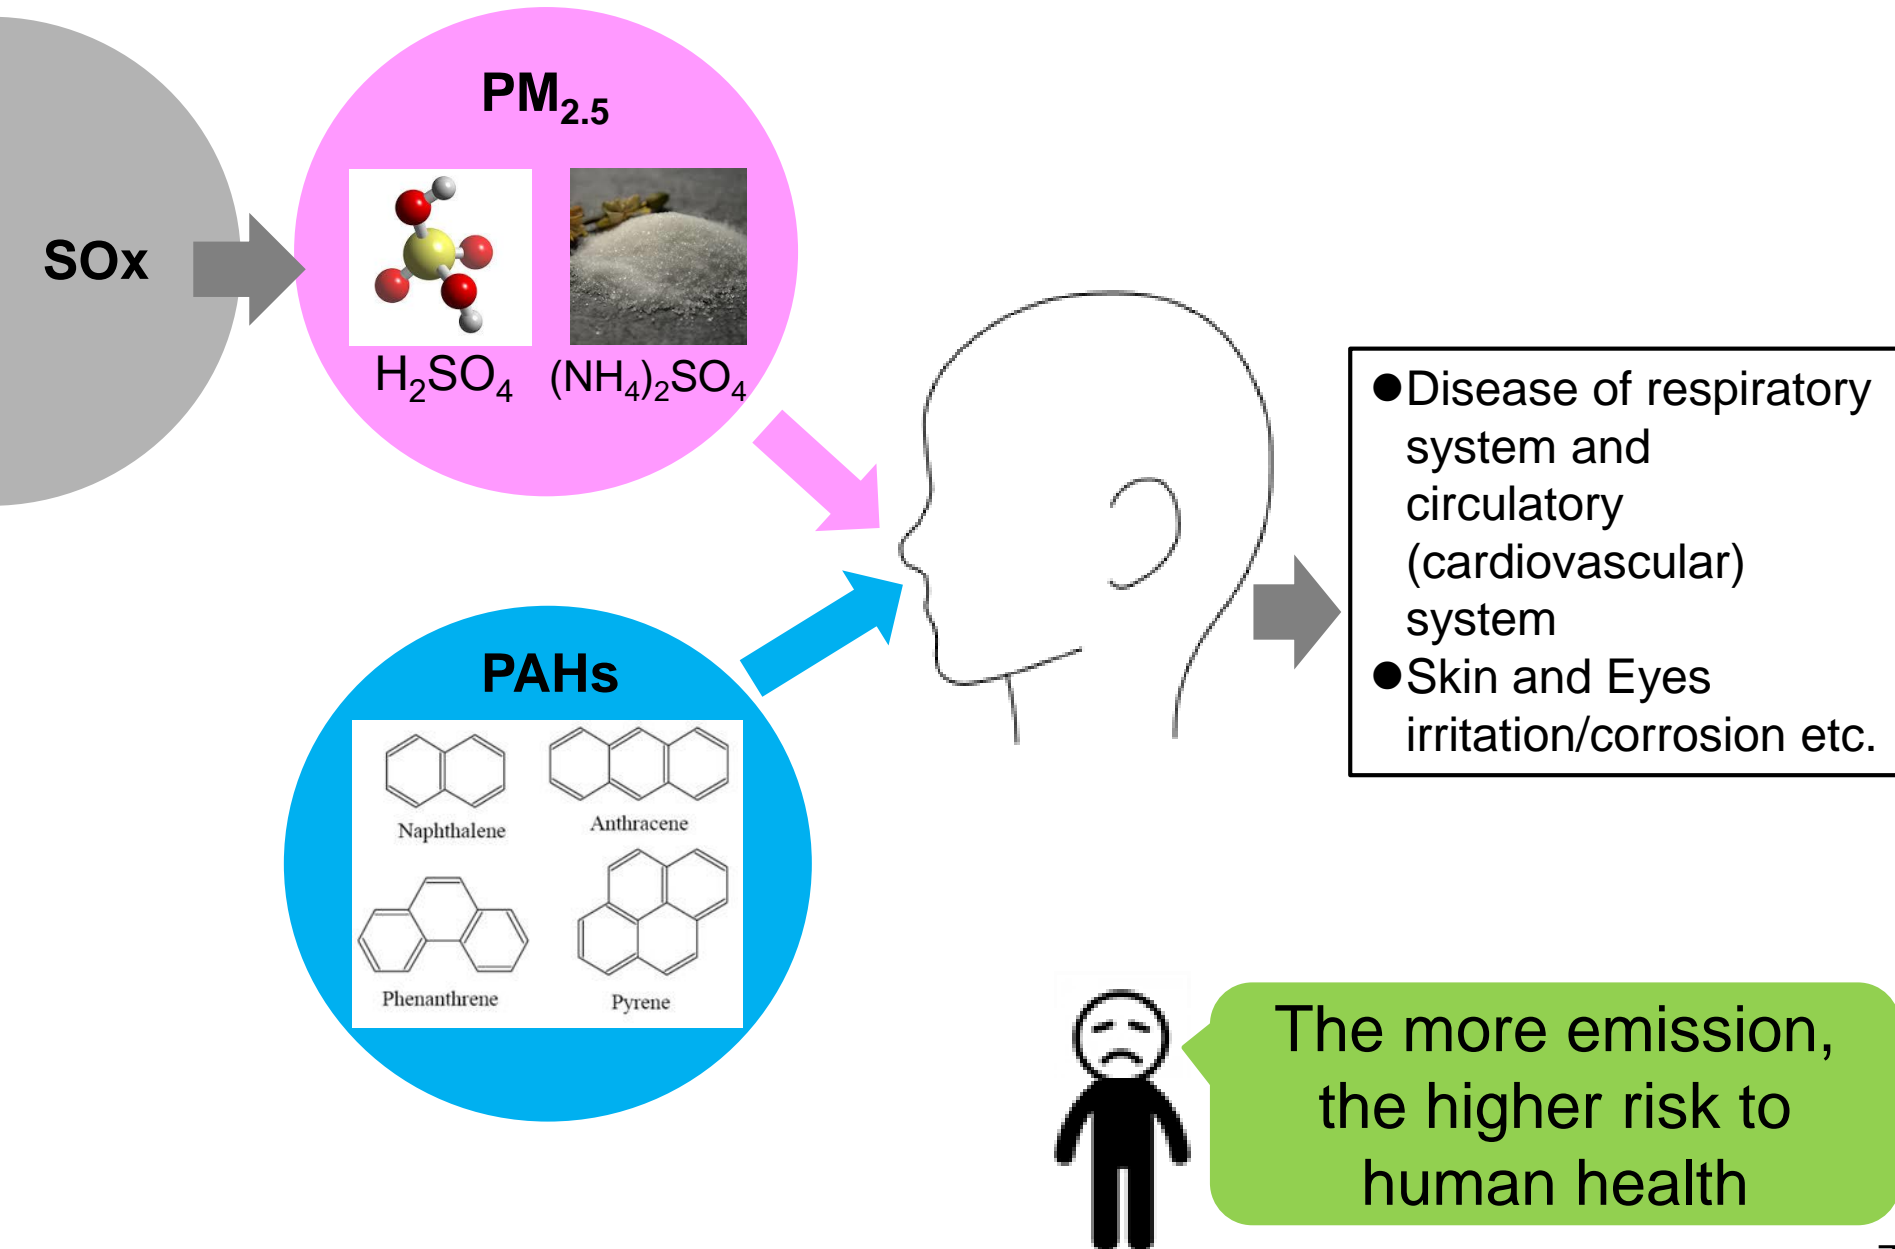 PM₂.₅
SOx
H₂SO₄
(NH₄)₂SO₄
●Disease of respiratory
system and
circulatory
(cardiovascular)
system
●Skin and Eyes
irritation/corrosion etc.
PAHs
Naphthalene
Anthracene
Phenanthrene
Pyrene
The more emission,
the higher risk to
human health